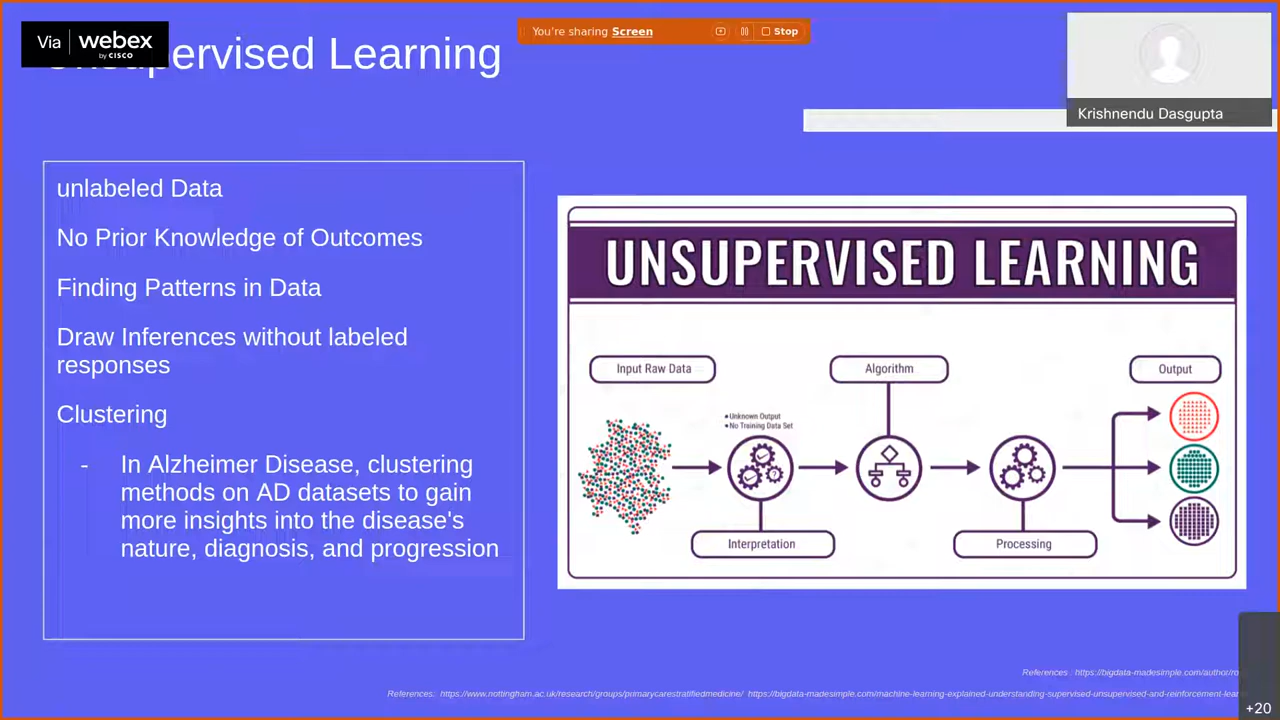 Via webex
by CISCO
You're sharing Screen
Stop
Unsupervised Learning
Krishnendu Dasgupta
unlabeled Data
No Prior Knowledge of Outcomes
Finding Patterns in Data
Draw Inferences without labeled
responses
Clustering
- In Alzheimer Disease, clustering
methods on AD datasets to gain
more insights into the disease's
nature, diagnosis, and progression
UNSUPERVISED LEARNING
Input Raw Data
Algorithm
Output
• Unknown Output
• No Training Data Set
?
Interpretation
Processing
References : https://bigdata-madesimple.com/author/ro
References: https://www.nottingham.ac.uk/research/groups/primarycarestratifiedmedicine/ https://bigdata-madesimple.com/machine-learning-explained-understanding-supervised-unsupervised-and-reinforcement-lear
+20